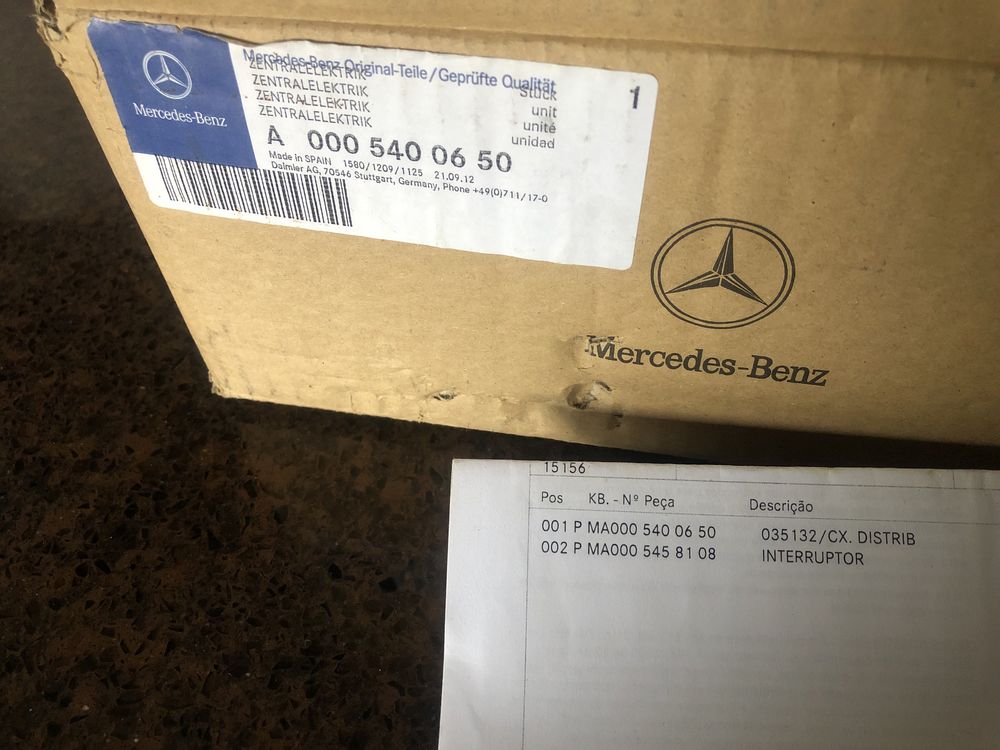 Mercedes-Benz
Mercedes-Benz Original-Teile/Geprüfte Qualität
ZENTRALELEKTRIK Stück 1
ZENTRALELEKTRIK unit
ZENTRALELEKTRIK unité
ZENTRALELEKTRIK unidad
A 000 540 06 50
Made in SPAIN 1580/1209/1125 21.09.12
Daimler AG, 70546 Stuttgart, Germany, Phone +49(0)711/17-0
Mercedes-Benz
15156
Pos KB. - Nº Peça Descrição
001 P MA000 540 06 50 035132/CX. DISTRIB
002 P MA000 545 81 08 INTERRUPTOR